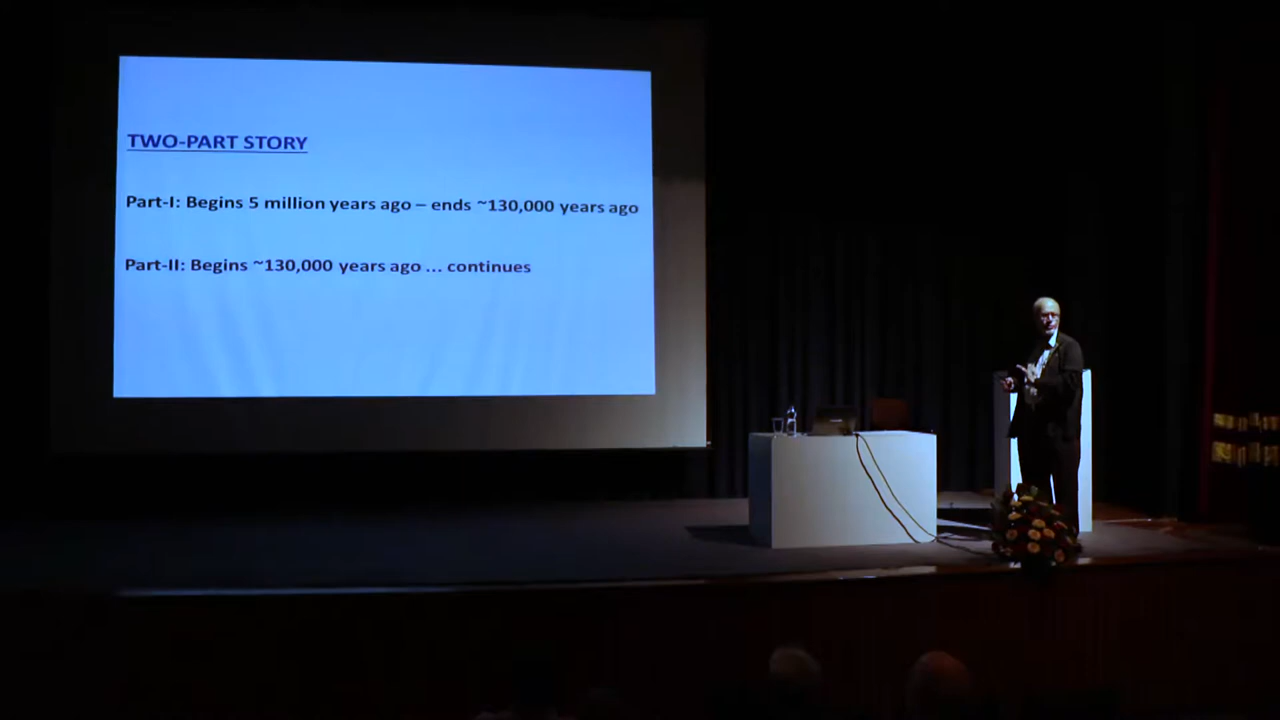 TWO-PART STORY
Part-I: Begins 5 million years ago – ends ~130,000 years ago
Part-II: Begins ~130,000 years ago ... continues